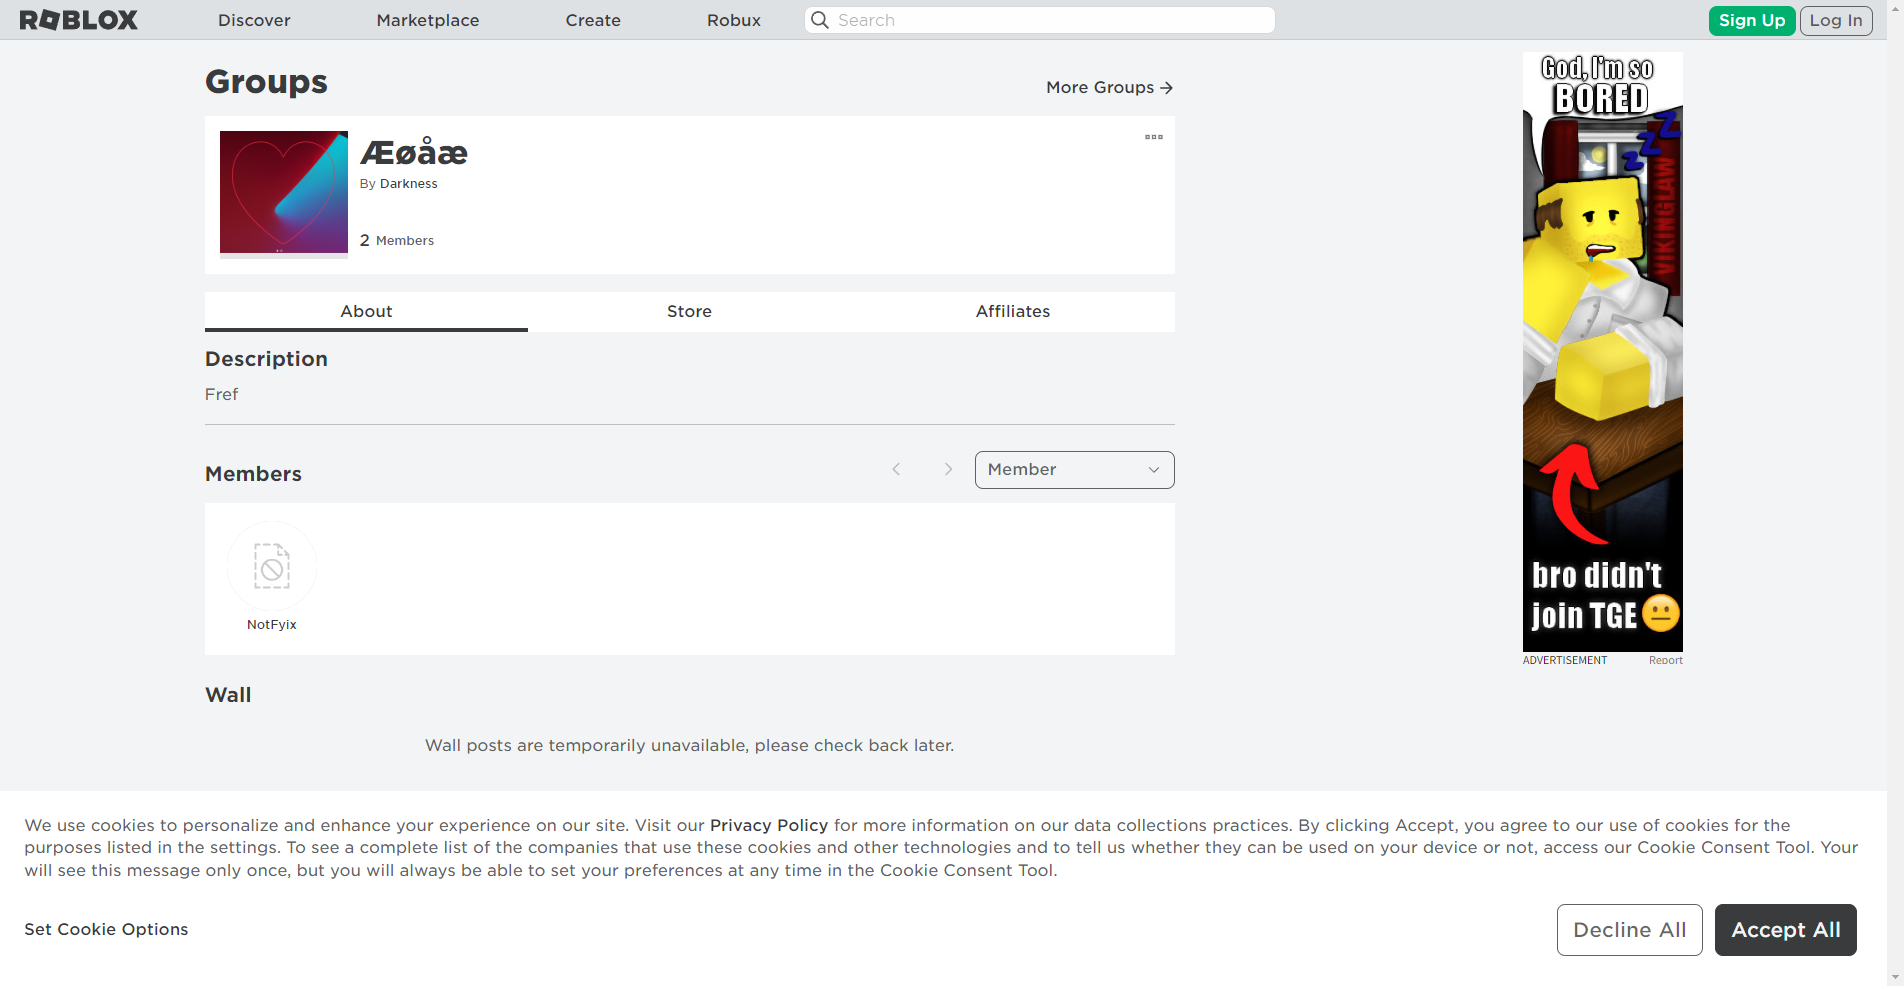 ROBLOX
Discover
Marketplace
Create
Robux
Search
Sign Up
Log In
Groups
More Groups
Æøåæ
By Darkness
2 Members
About
Store
Affiliates
Description
Fref
Members
Member
NotFyix
Wall
Wall posts are temporarily unavailable, please check back later.
God, I'm so
BORED
zzz
VIKINGLAW
bro didn't
join TGE
ADVERTISEMENT
Report
We use cookies to personalize and enhance your experience on our site. Visit our Privacy Policy for more information on our data collections practices. By clicking Accept, you agree to our use of cookies for the
purposes listed in the settings. To see a complete list of the companies that use these cookies and other technologies and to tell us whether they can be used on your device or not, access our Cookie Consent Tool. Your
will see this message only once, but you will always be able to set your preferences at any time in the Cookie Consent Tool.
Set Cookie Options
Decline All
Accept All